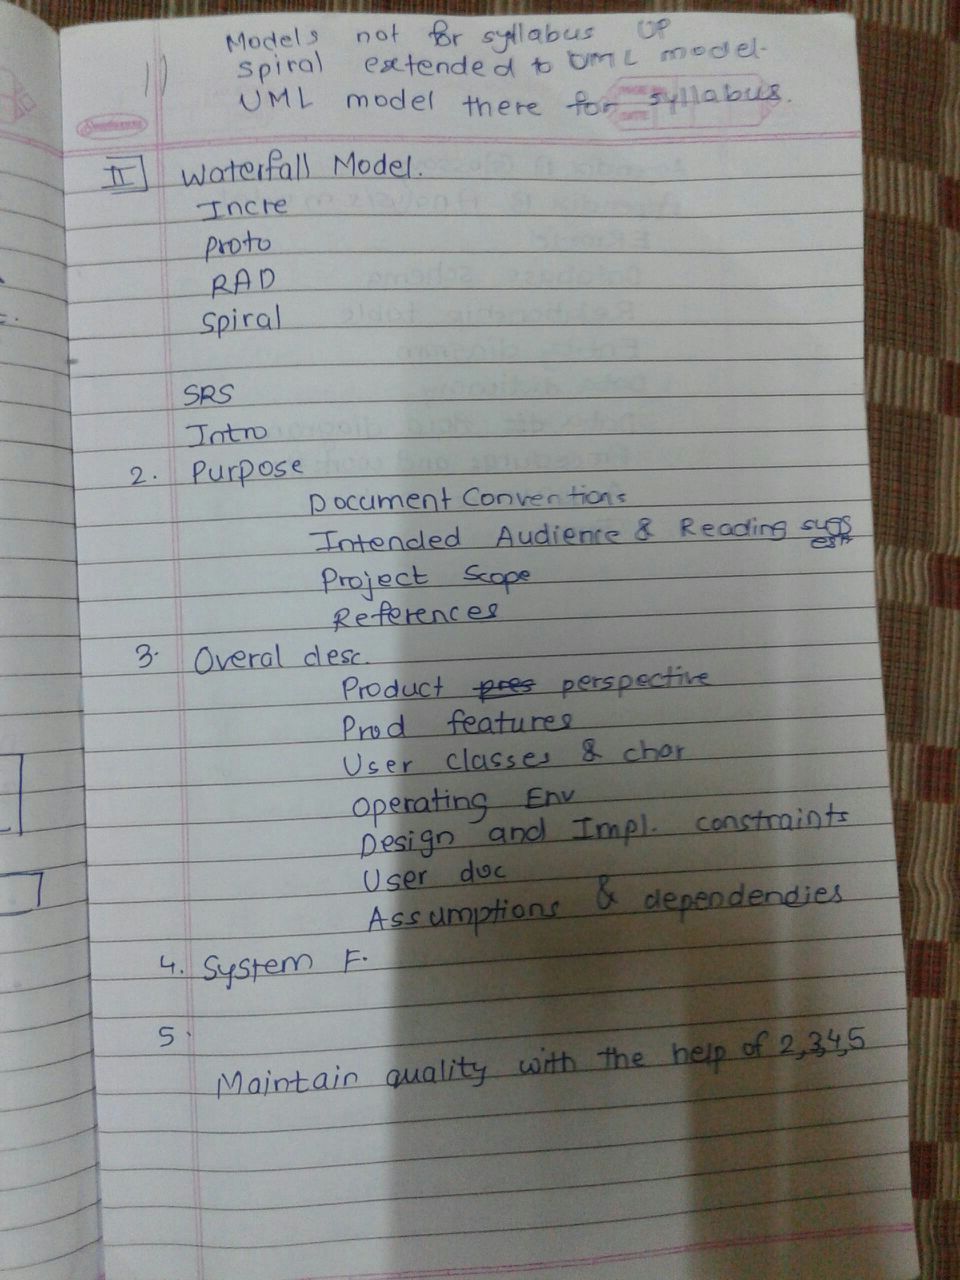 Models not for syllabus UP
Spiral extended to UML model.
UML model there for syllabus.
II Waterfall Model.
Incre
Proto
RAD
Spiral
SRS
Intro
2. Purpose
Document Conventions
Intended Audience & Reading sugg
est
Project Scope
References
3. Overal desc.
Product pres perspective
Prod features
User classes & char
Operating Env
Design and Impl. constraints
User doc
Assumptions & dependendies
4. System F.
5.
Maintain quality with the help of 2,3,4,5